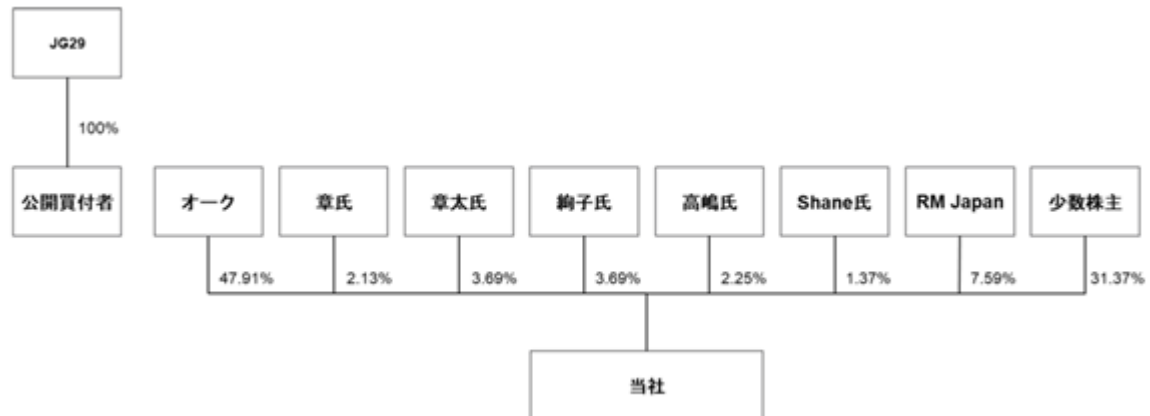 JG29
100%
公開買付者
オーク
章氏
章太氏
絢子氏
高嶋氏
Shane氏
RM Japan
少数株主
47.91%
2.13%
3.69%
3.69%
2.25%
1.37%
7.59%
31.37%
当社